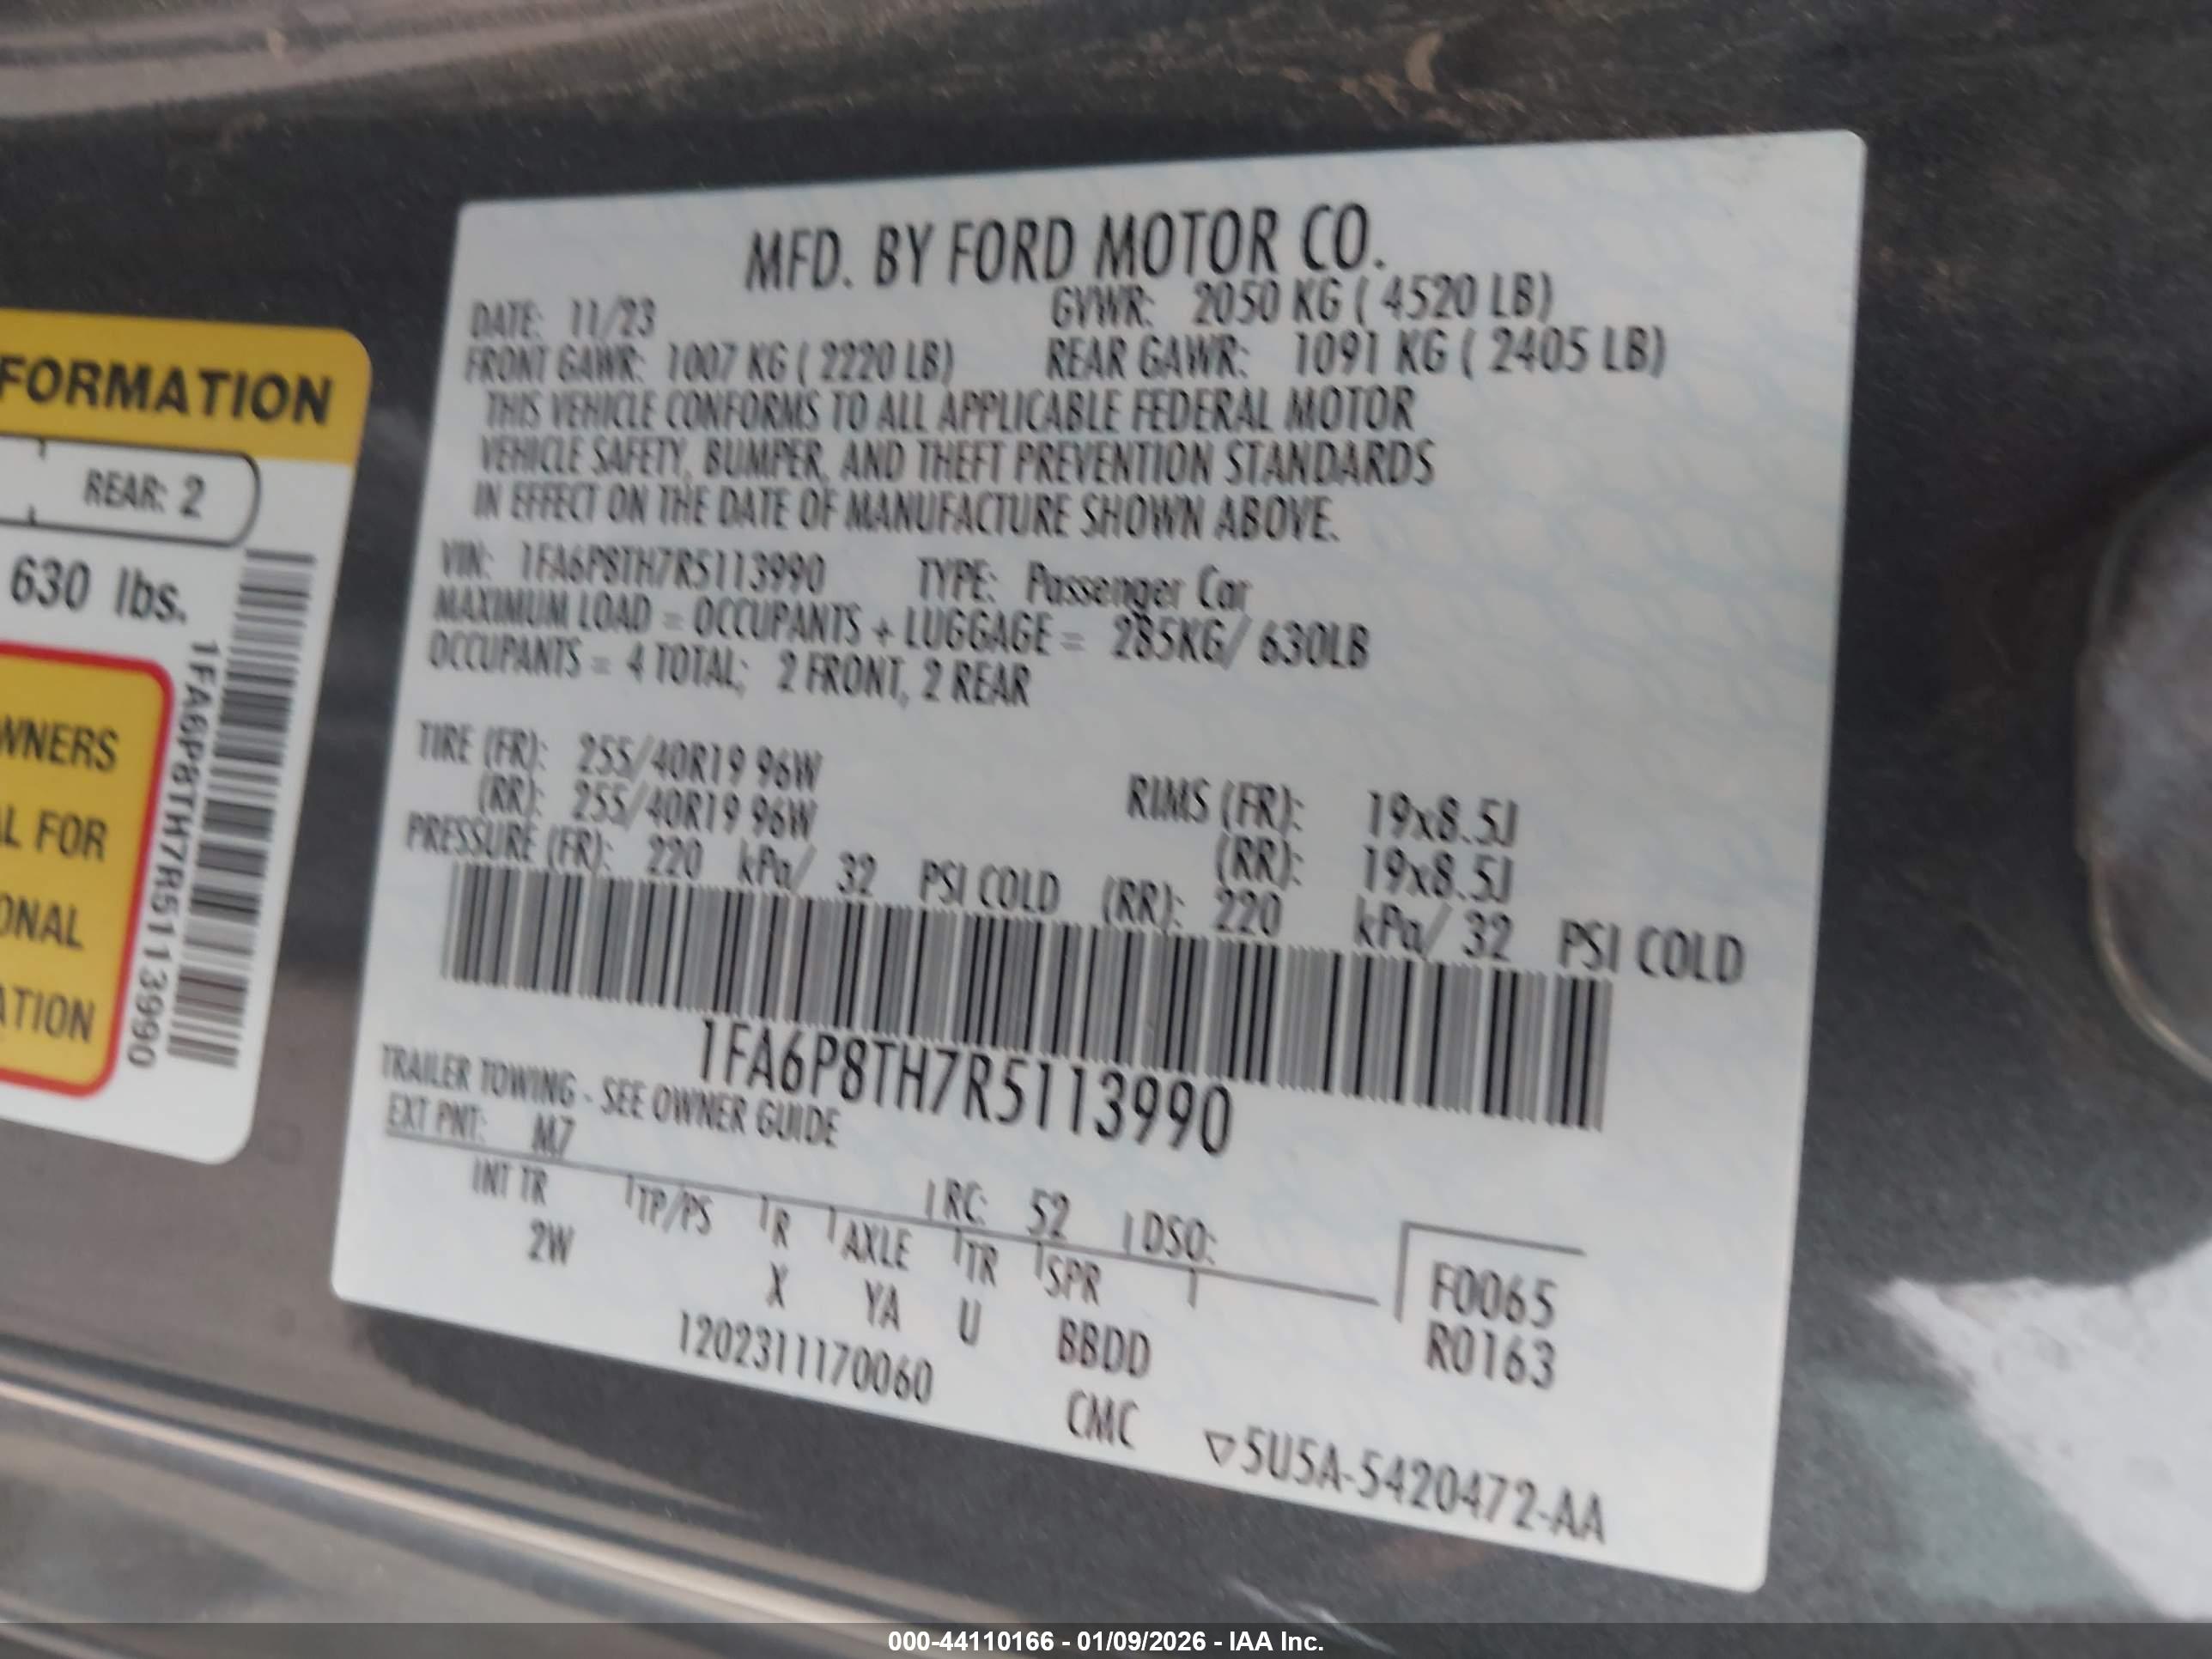 FORMATION
REAR: 2
630 lbs.
WNERS
L FOR
ONAL
ATION
1FA6P8TH7R5113990
MFD. BY FORD MOTOR CO.
DATE: 11/23 GVWR: 2050 KG ( 4520 LB)
FRONT GAWR: 1007 KG ( 2220 LB) REAR GAWR: 1091 KG ( 2405 LB)
THIS VEHICLE CONFORMS TO ALL APPLICABLE FEDERAL MOTOR
VEHICLE SAFETY, BUMPER, AND THEFT PREVENTION STANDARDS
IN EFFECT ON THE DATE OF MANUFACTURE SHOWN ABOVE.
VIN: 1FA6P8TH7R5113990 TYPE: Passenger Car
MAXIMUM LOAD = OCCUPANTS + LUGGAGE = 285KG/ 630LB
OCCUPANTS = 4 TOTAL; 2 FRONT, 2 REAR
TIRE (FR): 255/40R19 96W RIMS (FR): 19x8.5J
(RR): 255/40R19 96W (RR): 19x8.5J
PRESSURE (FR): 220 kPa/ 32 PSI COLD (RR): 220 kPa/ 32 PSI COLD
1FA6P8TH7R5113990
TRAILER TOWING - SEE OWNER GUIDE
EXT PNT: M7 RC: 52 DSO:
INT TR TP/PS R AXLE TR SPR
2W X YA U BBDD
F0065
R0163
1202311170060 CMC
▽5U5A-5420472-AA
000-44110166 - 01/09/2026 - IAA Inc.